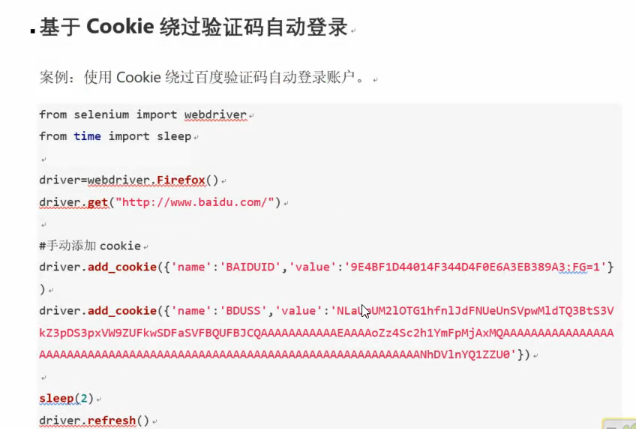 基于 Cookie 绕过验证码自动登录
案例：使用 Cookie 绕过百度验证码自动登录账户。
from selenium import webdriver
from time import sleep
driver=webdriver.Firefox()
driver.get("http://www.baidu.com/")
#手动添加 cookie
driver.add_cookie({'name':'BAIDUID','value':'9E4BF1D44014F344D4F0E6A3EB389A3:FG=1'}
)
driver.add_cookie({'name':'BDUSS','value':
sleep(2)
driver.refresh()